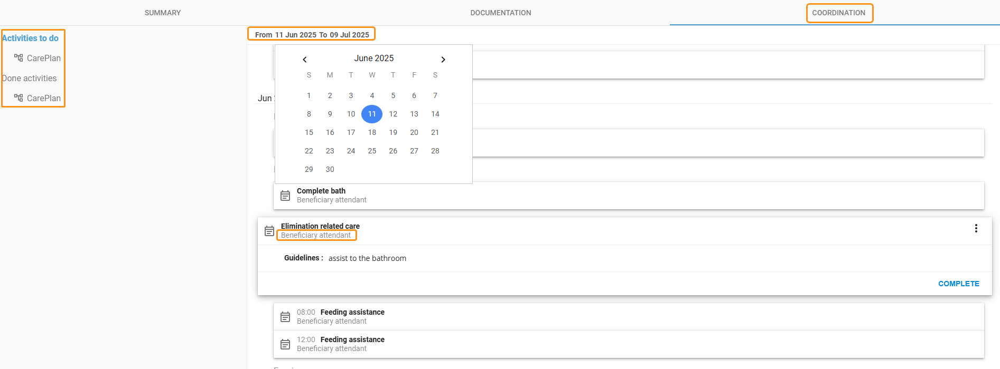 SUMMARY DOCUMENTATION COORDINATION
Activities to do
CarePlan
Done activities
CarePlan
From 11 Jun 2025 To 09 Jul 2025
June 2025
S M T W T F S
1 2 3 4 5 6 7
8 9 10 11 12 13 14
15 16 17 18 19 20 21
22 23 24 25 26 27 28
29 30
Jun
Complete bath
Beneficiary attendant
Elimination related care
Beneficiary attendant
Guidelines : assist to the bathroom
COMPLETE
08:00 Feeding assistance
Beneficiary attendant
12:00 Feeding assistance
Beneficiary attendant